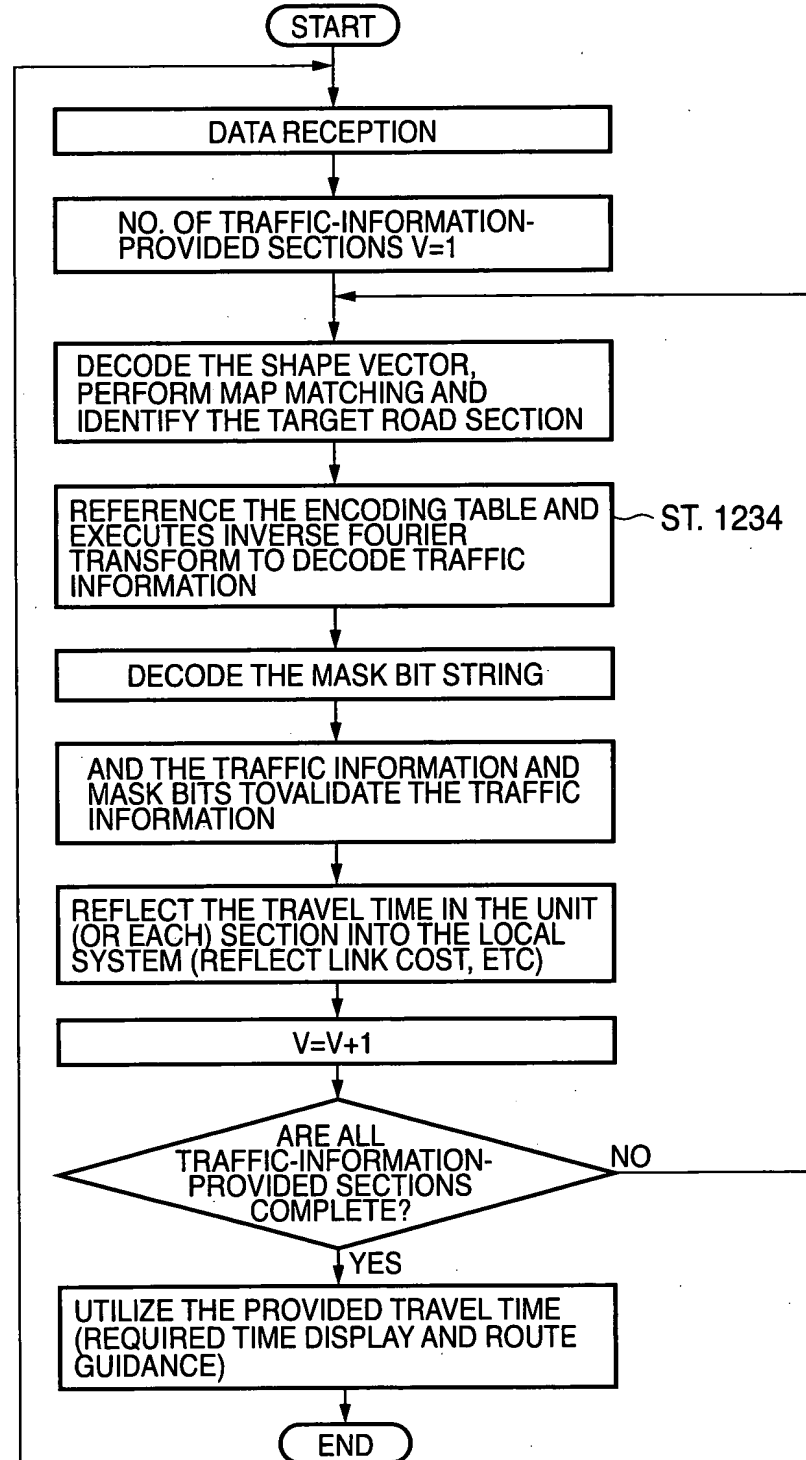 START
DATA RECEPTION
NO. OF TRAFFIC-INFORMATION-
PROVIDED SECTIONS V=1
DECODE THE SHAPE VECTOR,
PERFORM MAP MATCHING AND
IDENTIFY THE TARGET ROAD SECTION
REFERENCE THE ENCODING TABLE AND
EXECUTES INVERSE FOURIER
TRANSFORM TO DECODE TRAFFIC
INFORMATION
ST. 1234
DECODE THE MASK BIT STRING
AND THE TRAFFIC INFORMATION AND
MASK BITS TOVALIDATE THE TRAFFIC
INFORMATION
REFLECT THE TRAVEL TIME IN THE UNIT
(OR EACH) SECTION INTO THE LOCAL
SYSTEM (REFLECT LINK COST, ETC)
V=V+1
ARE ALL
TRAFFIC-INFORMATION-
PROVIDED SECTIONS
COMPLETE?
NO
YES
UTILIZE THE PROVIDED TRAVEL TIME
(REQUIRED TIME DISPLAY AND ROUTE
GUIDANCE)
END